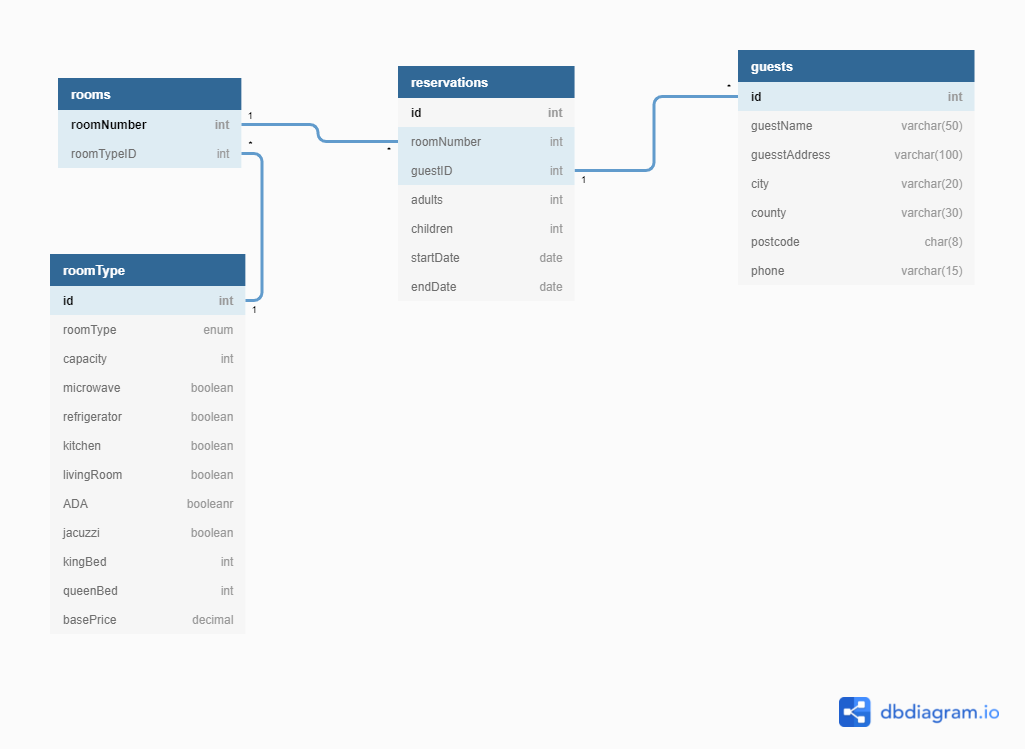 rooms
roomNumber int
roomTypeID int
1
*
roomType
id int
1
roomType enum
capacity int
microwave boolean
refrigerator boolean
kitchen boolean
livingRoom boolean
ADA booleanr
jacuzzi boolean
kingBed int
queenBed int
basePrice decimal
reservations
id int
*
roomNumber int
guestID int
1
adults int
children int
startDate date
endDate date
guests
*
id int
guestName varchar(50)
guesstAddress varchar(100)
city varchar(20)
county varchar(30)
postcode char(8)
phone varchar(15)
dbdiagram.io